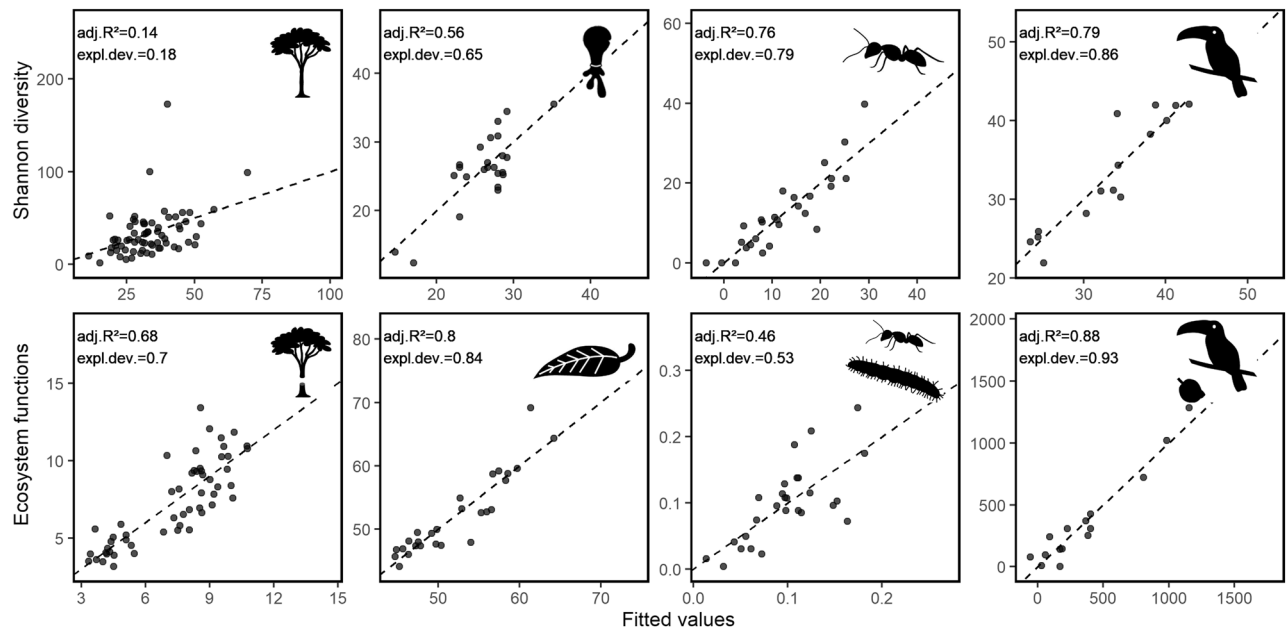 adj.R²=0.14
expl.dev.=0.18
adj.R²=0.56
expl.dev.=0.65
adj.R²=0.76
expl.dev.=0.79
adj.R²=0.79
expl.dev.=0.86
Shannon diversity
200
100
0
25 50 75 100
40
30
20
20 30 40
60
40
20
0
0 10 20 30 40
50
40
30
20
30 40 50
adj.R²=0.68
expl.dev.=0.7
adj.R²=0.8
expl.dev.=0.84
adj.R²=0.46
expl.dev.=0.53
adj.R²=0.88
expl.dev.=0.93
Ecosystem functions
15
10
5
3 6 9 12 15
80
70
60
50
50 60 70
0.3
0.2
0.1
0.0
0.0 0.1 0.2
2000
1500
1000
500
0
0 500 1000 1500
Fitted values